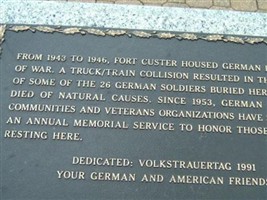 FROM 1943 TO 1946, FORT CUSTER HOUSED GERMAN
OF WAR. A TRUCK/TRAIN COLLISION RESULTED IN TH
OF SOME OF THE 26 GERMAN SOLDIERS BURIED HER
DIED OF NATURAL CAUSES. SINCE 1953, GERMAN
COMMUNITIES AND VETERANS ORGANIZATIONS HAVE
AN ANNUAL MEMORIAL SERVICE TO HONOR THOSE
RESTING HERE.
DEDICATED: VOLKSTRAUERTAG 1991
YOUR GERMAN AND AMERICAN FRIEND